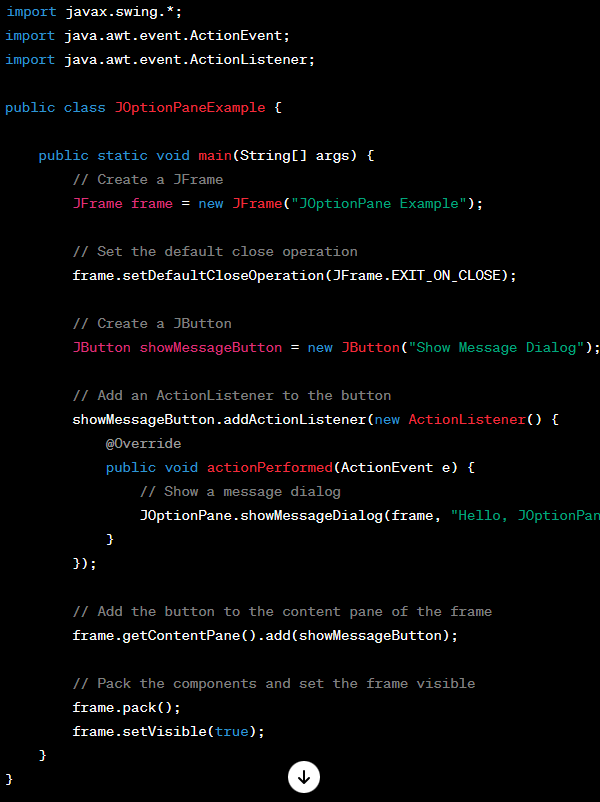 import javax.swing.*;
import java.awt.event.ActionEvent;
import java.awt.event.ActionListener;

public class JOptionPaneExample {

    public static void main(String[] args) {
        // Create a JFrame
        JFrame frame = new JFrame("JOptionPane Example");

        // Set the default close operation
        frame.setDefaultCloseOperation(JFrame.EXIT_ON_CLOSE);

        // Create a JButton
        JButton showMessageButton = new JButton("Show Message Dialog");

        // Add an ActionListener to the button
        showMessageButton.addActionListener(new ActionListener() {
            @Override
            public void actionPerformed(ActionEvent e) {
                // Show a message dialog
                JOptionPane.showMessageDialog(frame, "Hello, JOptionPan
            }
        });

        // Add the button to the content pane of the frame
        frame.getContentPane().add(showMessageButton);

        // Pack the components and set the frame visible
        frame.pack();
        frame.setVisible(true);
    }
}